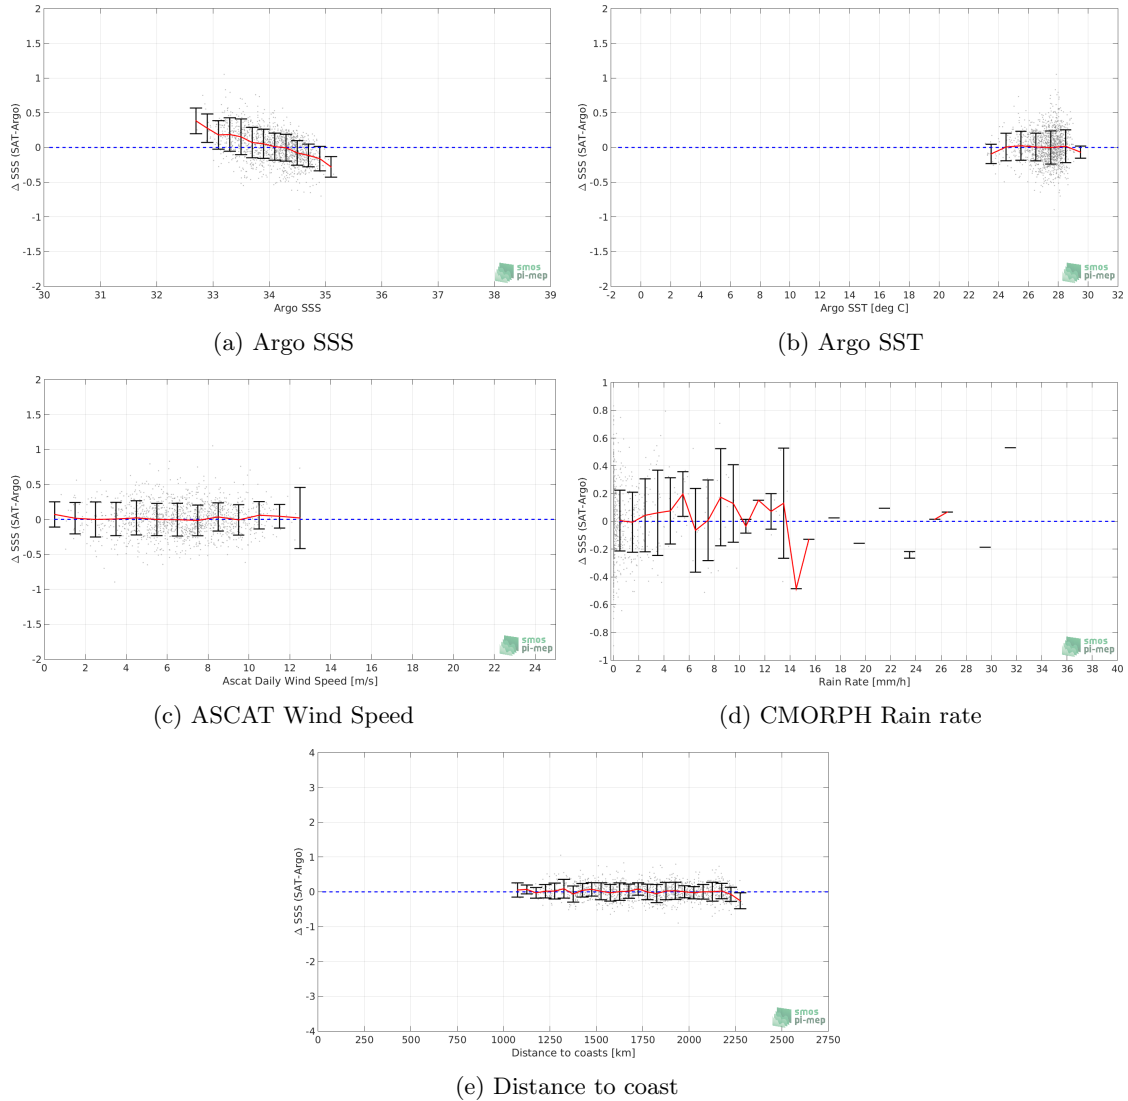 2
1.5
1
0.5
0
-0.5
-1
-1.5
-2
Δ SSS (SAT-Argo)
30 31 32 33 34 35 36 37 38 39
Argo SSS
smos
pi-mep
(a) Argo SSS
2
1.5
1
0.5
0
-0.5
-1
-1.5
-2
Δ SSS (SAT-Argo)
-2 0 2 4 6 8 10 12 14 16 18 20 22 24 26 28 30 32
Argo SST [deg C]
smos
pi-mep
(b) Argo SST
2
1.5
1
0.5
0
-0.5
-1
-1.5
-2
Δ SSS (SAT-Argo)
0 2 4 6 8 10 12 14 16 18 20 22 24
Ascat Daily Wind Speed [m/s]
smos
pi-mep
(c) ASCAT Wind Speed
1
0.8
0.6
0.4
0.2
0
-0.2
-0.4
-0.6
-0.8
-1
Δ SSS (SAT-Argo)
0 2 4 6 8 10 12 14 16 18 20 22 24 26 28 30 32 34 36 38 40
Rain Rate [mm/h]
smos
pi-mep
(d) CMORPH Rain rate
4
3
2
1
0
-1
-2
-3
-4
Δ SSS (SAT-Argo)
0 250 500 750 1000 1250 1500 1750 2000 2250 2500 2750
Distance to coasts [km]
smos
pi-mep
(e) Distance to coast